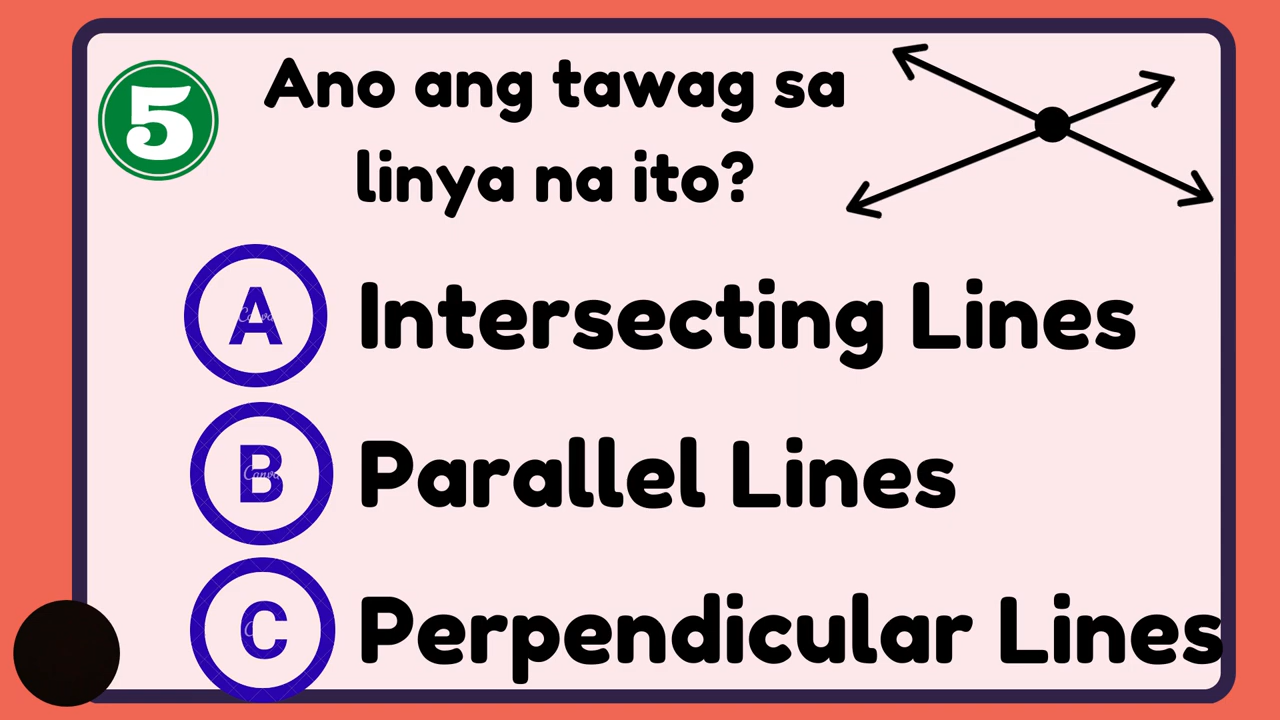 5
Ano ang tawag sa
linya na ito?
A Intersecting Lines
B Parallel Lines
C Perpendicular Lines